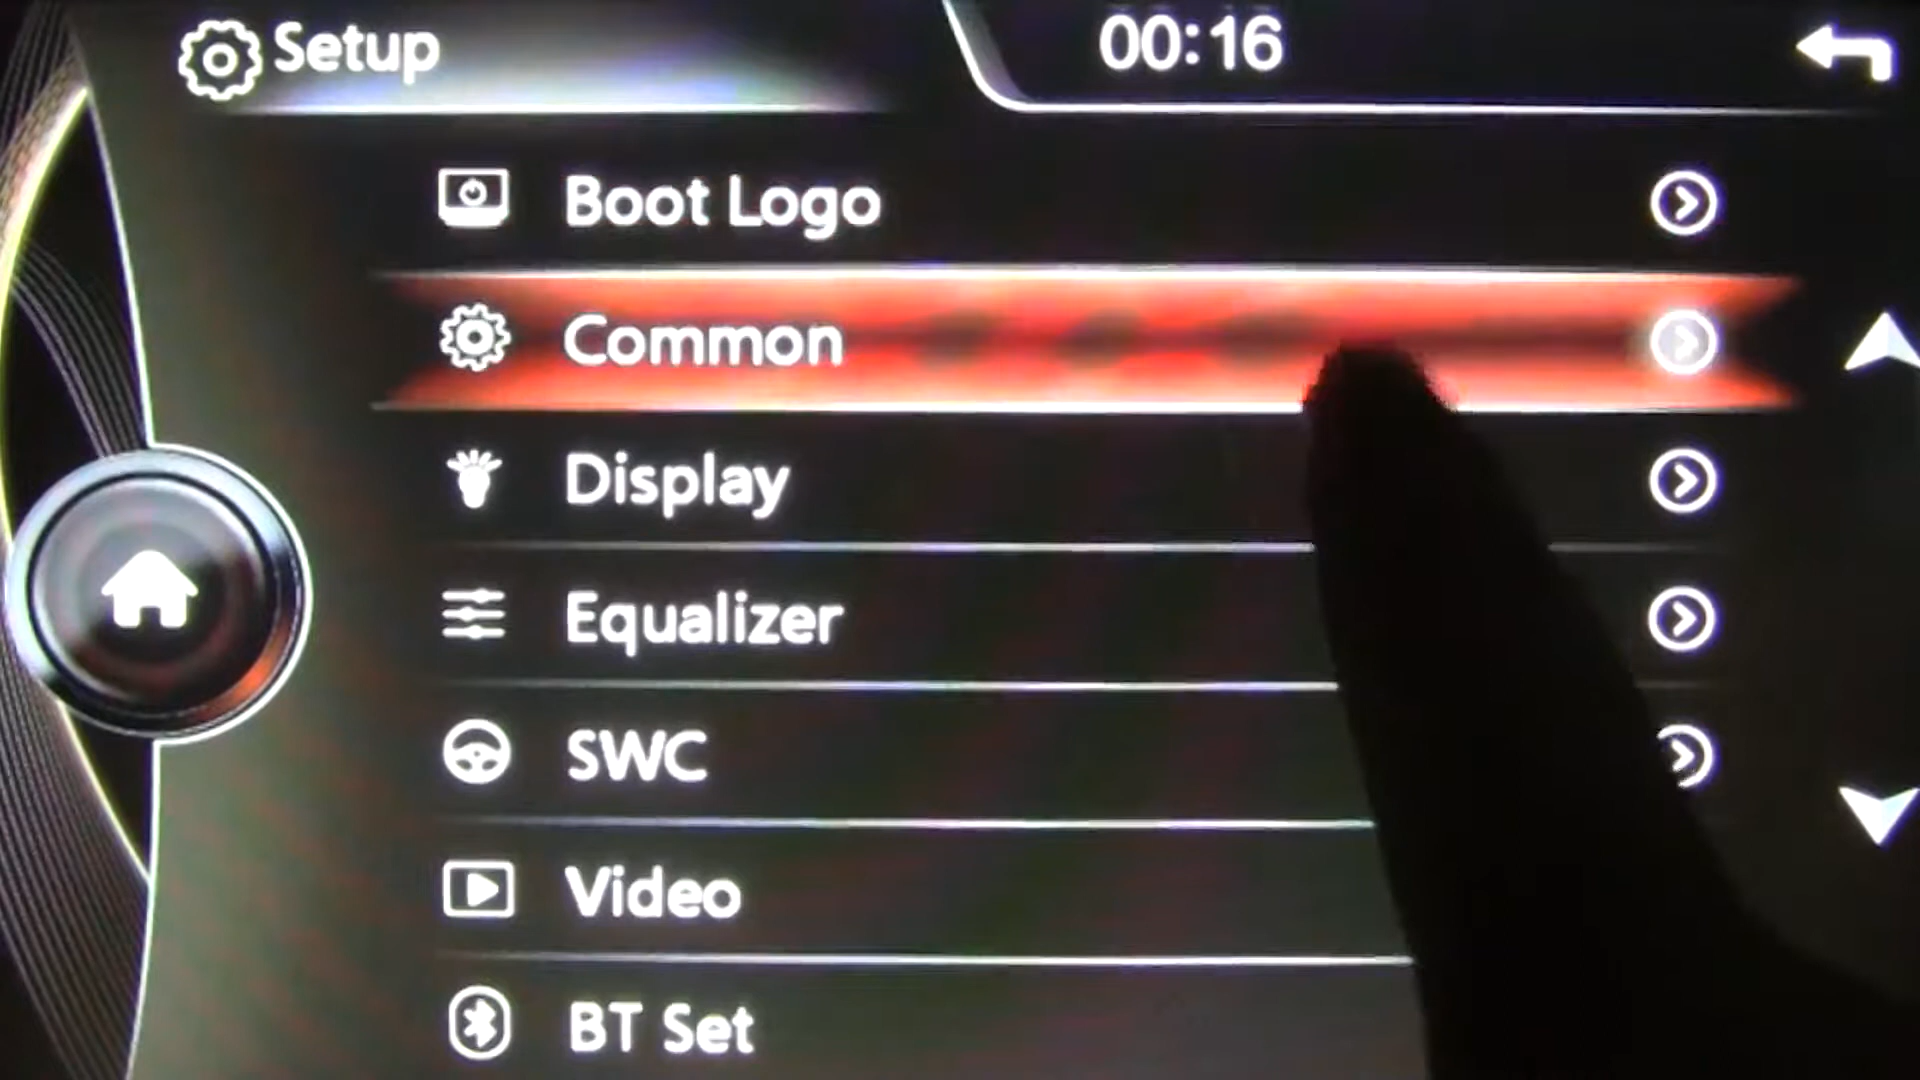 Setup
00:16
Boot Logo
Common
Display
Equalizer
SWC
Video
BT Set